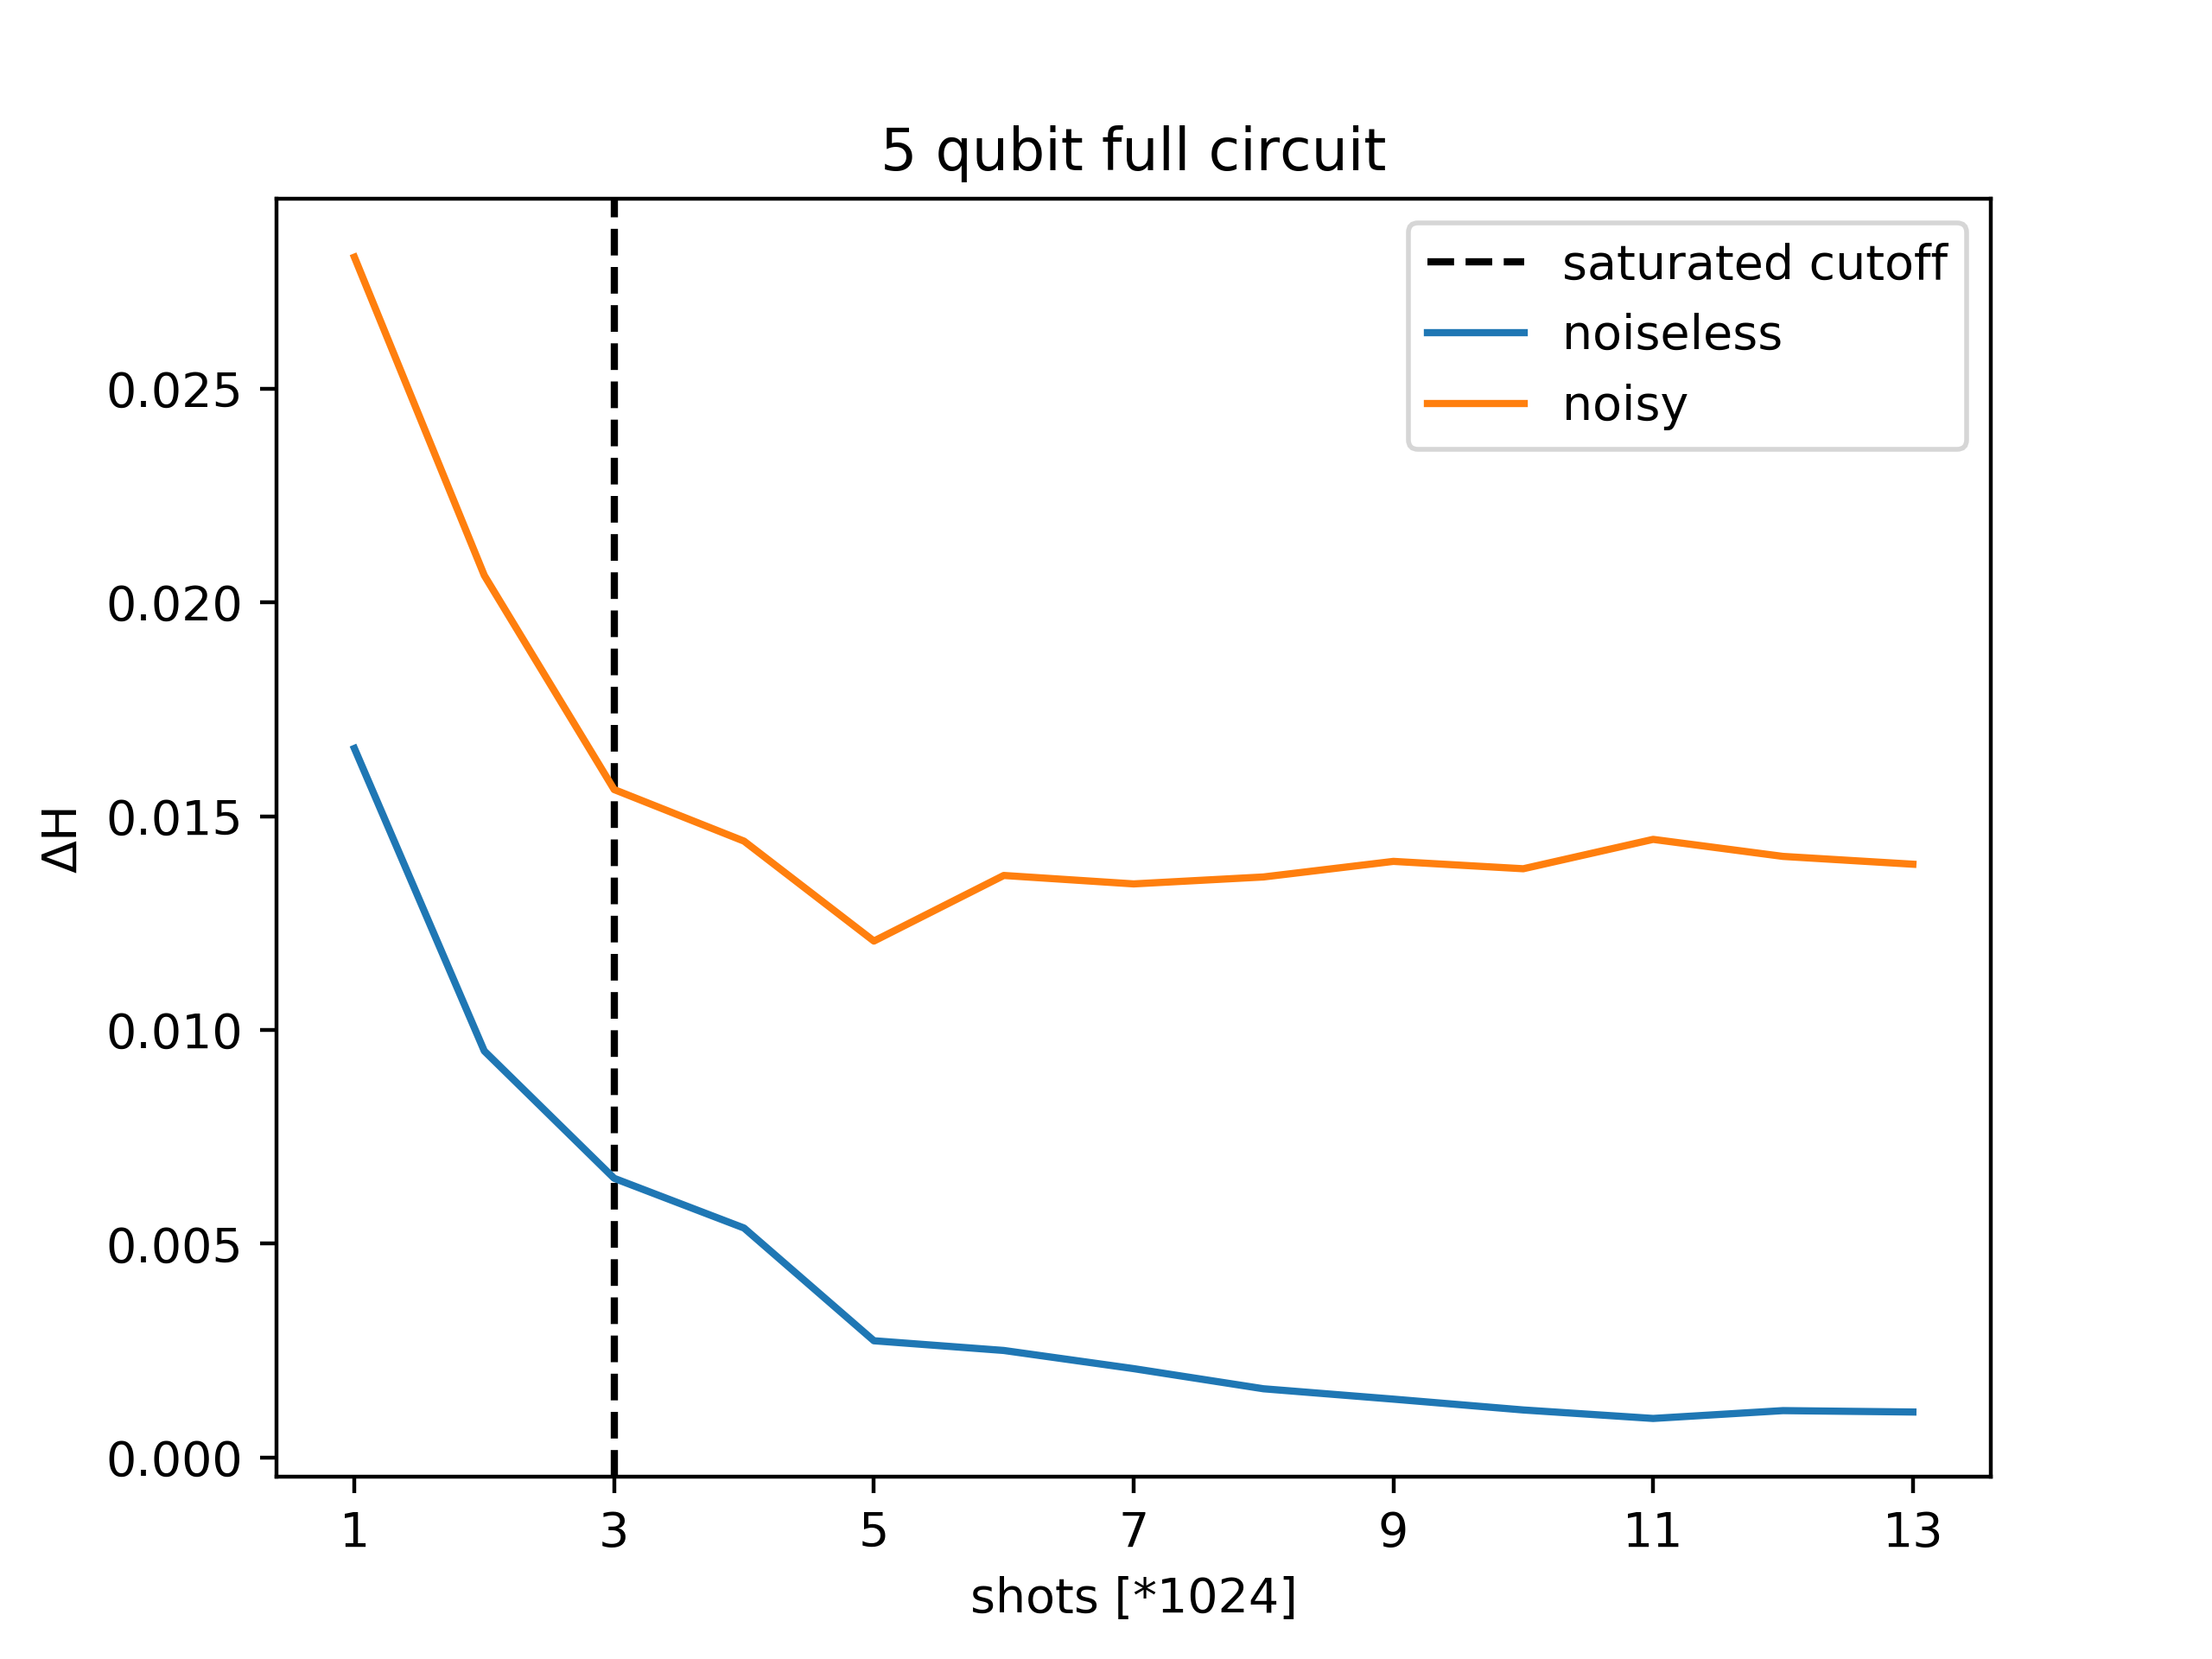 5 qubit full circuit
saturated cutoff
noiseless
noisy
ΔH
0.025
0.020
0.015
0.010
0.005
0.000
1 3 5 7 9 11 13
shots [*1024]